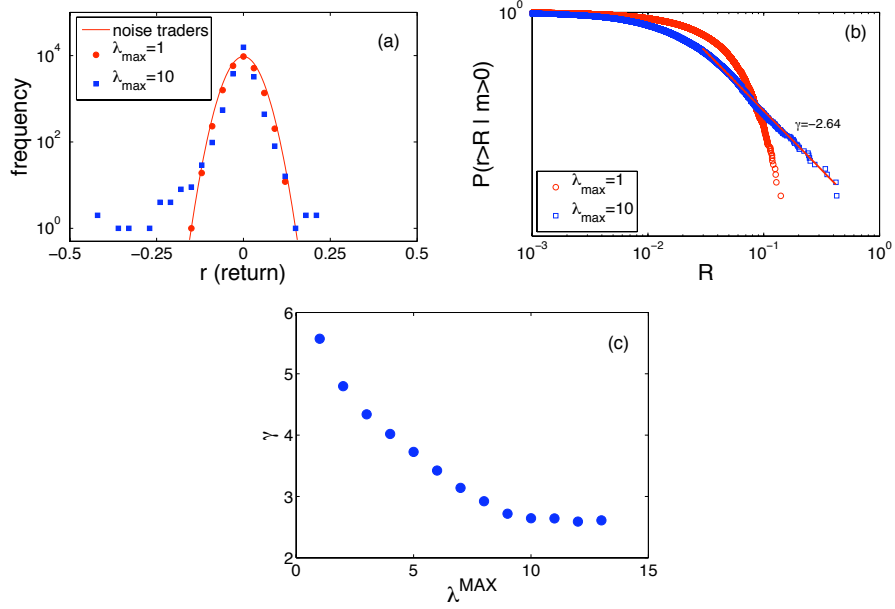 (a)
noise traders
λmax=1
λmax=10
10^4
10^2
10^0
frequency
−0.5 −0.25 0 0.25 0.5
r (return)
(b)
10^0
γ=−2.64
P(r>R | m>0)
λmax=1
λmax=10
10^−3 10^−2 10^−1 10^0
R
(c)
6
5
4
3
2
γ
0 5 10 15
λ^MAX